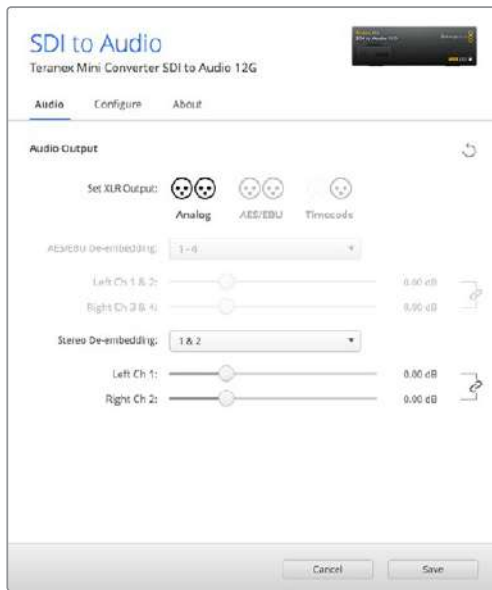 SDI to Audio
Teranex Mini Converter SDI to Audio 12G
Audio Configure About
Audio Output
Set XLR Output:
Analog AES/EBU Timecode
AES/EBU De-embedding:
Left Ch 1 & 2: 0.00 dB
Right Ch 3 & 4: 0.00 dB
Stereo De-embedding: 1 & 2
Left Ch 1: 0.00 dB
Right Ch 2: 0.00 dB
Cancel Save